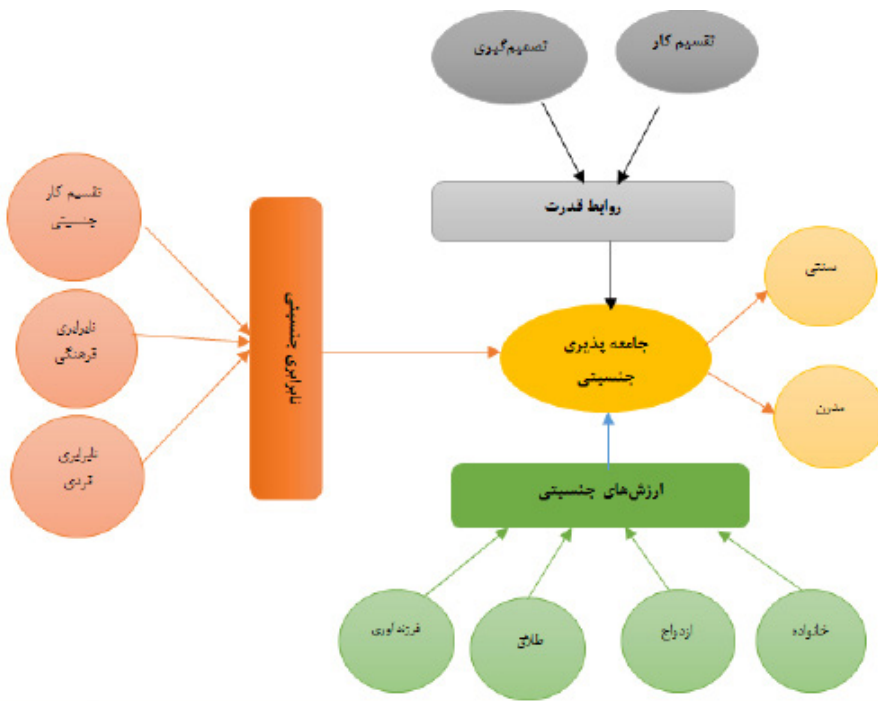 تقسیم کار
تصمیم‌گیری
روابط قدرت
تقسیم کار
جنسیتی
نابرابری
فرهنگی
نابرابری
فردی
نابرابری جنسیتی
جامعه پذیری
جنسیتی
سنتی
مدرن
ارزش‌های جنسیتی
خانواده
ازدواج
طلاق
فرزندآوری